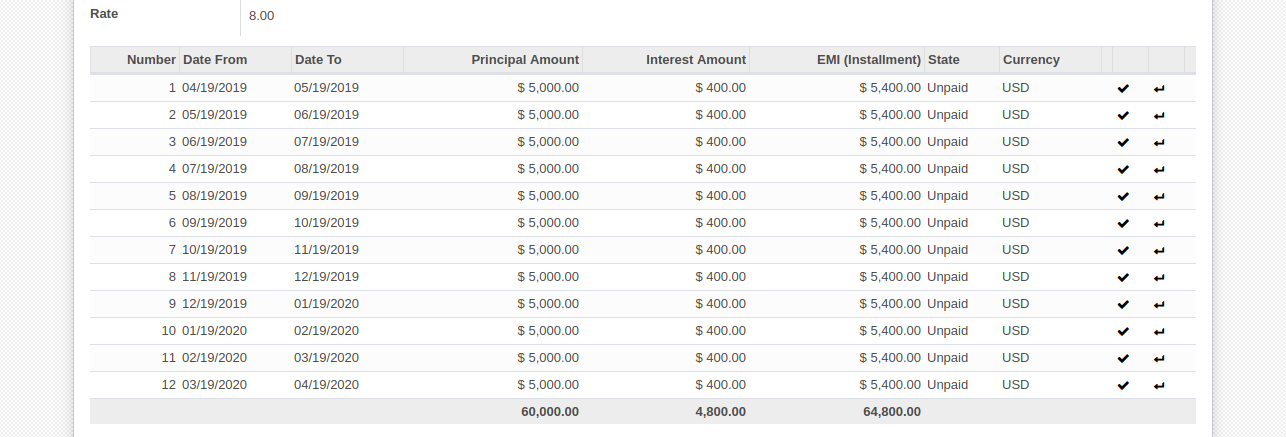 Rate 8.00
Number Date From Date To Principal Amount Interest Amount EMI (Installment) State Currency
1 04/19/2019 05/19/2019 $ 5,000.00 $ 400.00 $ 5,400.00 Unpaid USD
2 05/19/2019 06/19/2019 $ 5,000.00 $ 400.00 $ 5,400.00 Unpaid USD
3 06/19/2019 07/19/2019 $ 5,000.00 $ 400.00 $ 5,400.00 Unpaid USD
4 07/19/2019 08/19/2019 $ 5,000.00 $ 400.00 $ 5,400.00 Unpaid USD
5 08/19/2019 09/19/2019 $ 5,000.00 $ 400.00 $ 5,400.00 Unpaid USD
6 09/19/2019 10/19/2019 $ 5,000.00 $ 400.00 $ 5,400.00 Unpaid USD
7 10/19/2019 11/19/2019 $ 5,000.00 $ 400.00 $ 5,400.00 Unpaid USD
8 11/19/2019 12/19/2019 $ 5,000.00 $ 400.00 $ 5,400.00 Unpaid USD
9 12/19/2019 01/19/2020 $ 5,000.00 $ 400.00 $ 5,400.00 Unpaid USD
10 01/19/2020 02/19/2020 $ 5,000.00 $ 400.00 $ 5,400.00 Unpaid USD
11 02/19/2020 03/19/2020 $ 5,000.00 $ 400.00 $ 5,400.00 Unpaid USD
12 03/19/2020 04/19/2020 $ 5,000.00 $ 400.00 $ 5,400.00 Unpaid USD
60,000.00 4,800.00 64,800.00